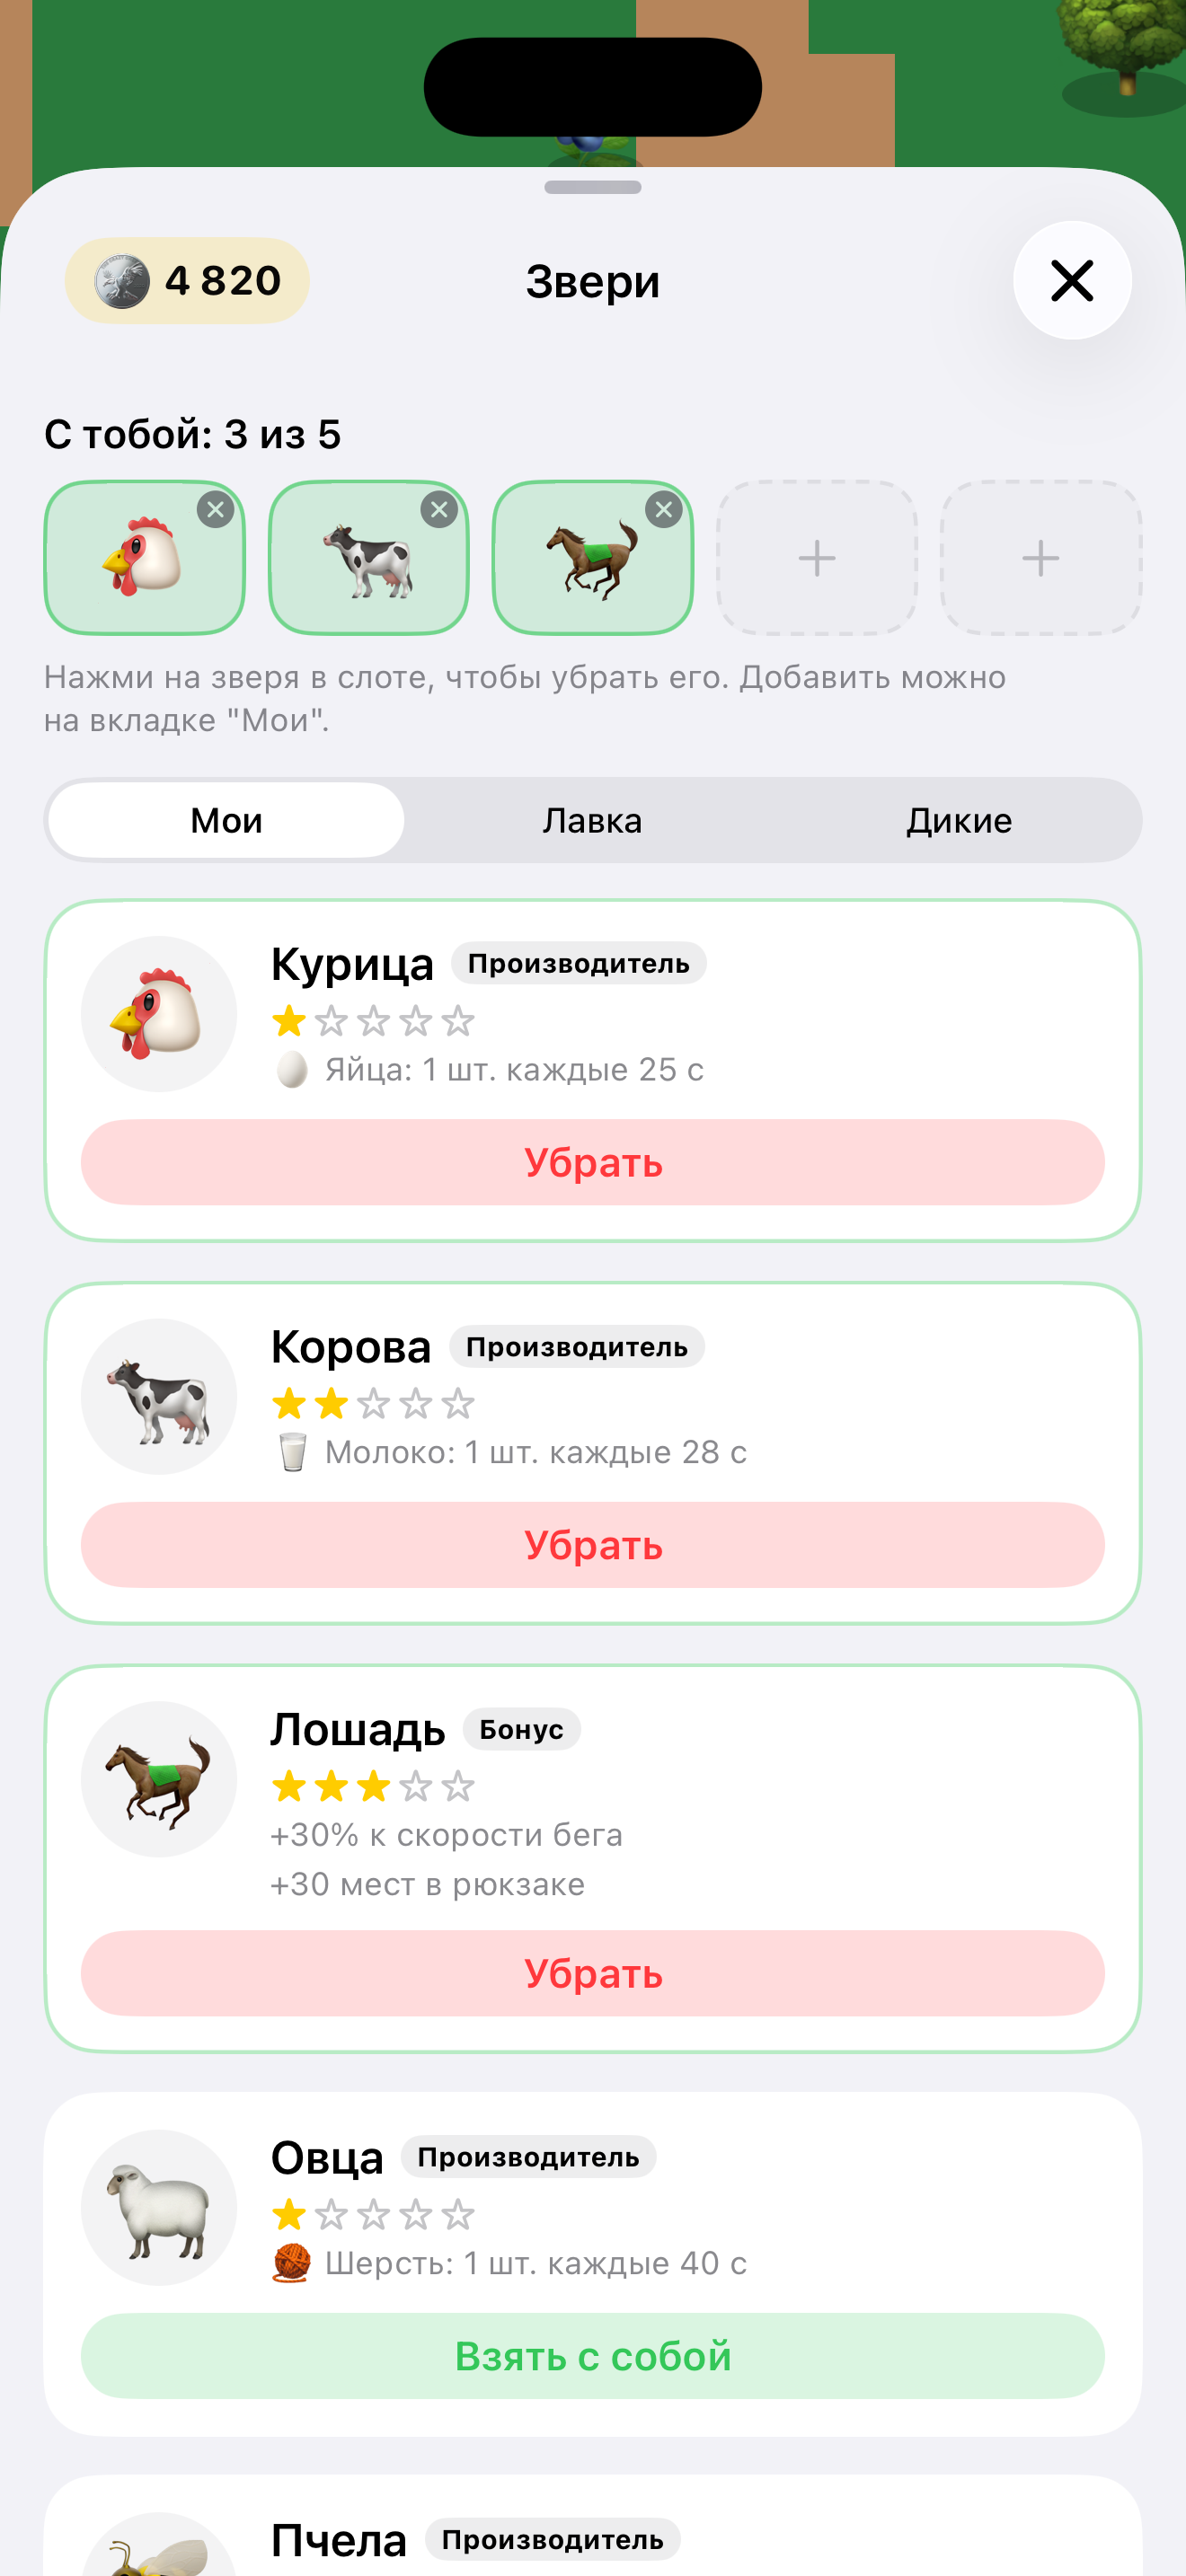 4 820
Звери
С тобой: 3 из 5
Нажми на зверя в слоте, чтобы убрать его. Добавить можно
на вкладке "Мои".
Мои
Лавка
Дикие
Курица
Производитель
Яйца: 1 шт. каждые 25 с
Убрать
Корова
Производитель
Молоко: 1 шт. каждые 28 с
Убрать
Лошадь
Бонус
+30% к скорости бега
+30 мест в рюкзаке
Убрать
Овца
Производитель
Шерсть: 1 шт. каждые 40 с
Взять с собой
Пчела
Производитель